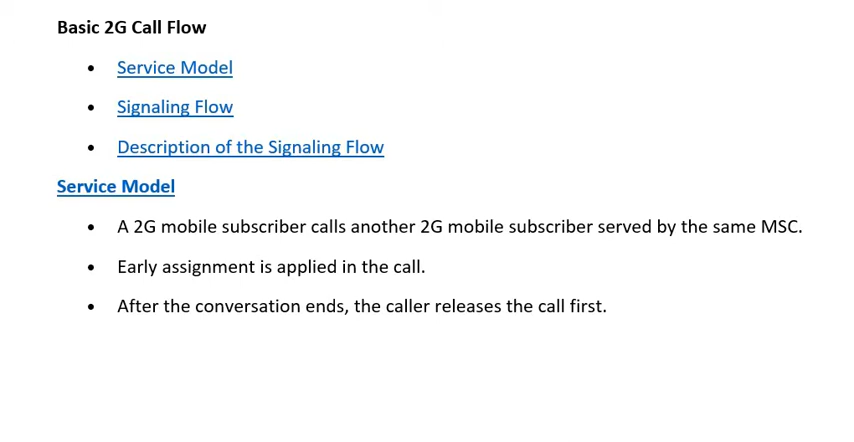 Basic 2G Call Flow
• Service Model
• Signaling Flow
• Description of the Signaling Flow
Service Model
• A 2G mobile subscriber calls another 2G mobile subscriber served by the same MSC.
• Early assignment is applied in the call.
• After the conversation ends, the caller releases the call first.